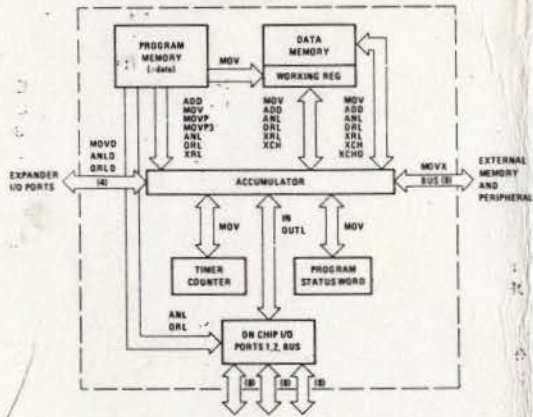 PROGRAM
MEMORY
(#data)
MOV
DATA
MEMORY
WORKING REG
ADD
MOV
MOVP
MOVP3
ANL
ORL
XRL
MOV
ADD
ANL
ORL
XRL
XCH
MOV
ADD
ANL
ORL
XRL
XCH
XCHD
MOVD
ANLD
ORLD
(4)
EXPANDER
I/O PORTS
ACCUMULATOR
MOVX
BUS (8)
EXTERNAL
MEMORY
AND
PERIPHERAL
MOV
IN
OUTL
MOV
TIMER
COUNTER
PROGRAM
STATUS WORD
ANL
ORL
ON CHIP I/O
PORTS 1, 2, BUS
(8) (8) (8)